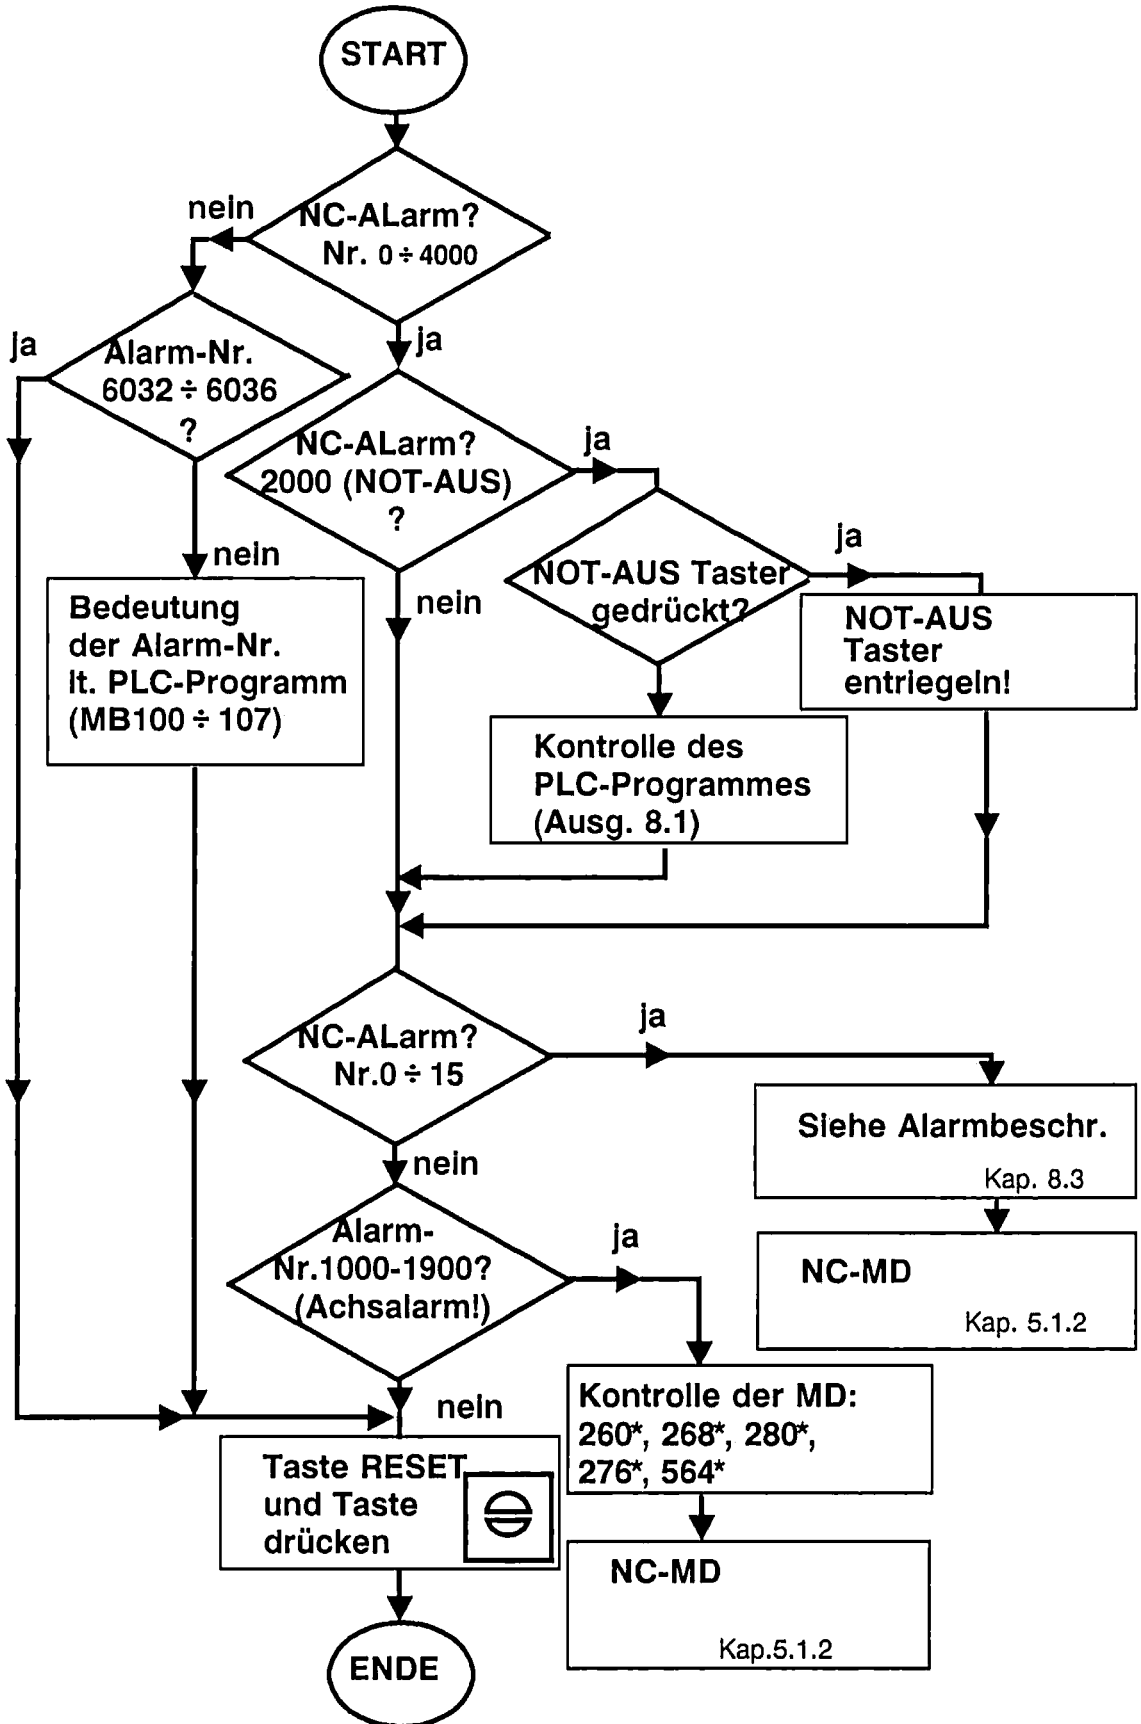 START
nein
NC-ALarm?
Nr. 0 ÷ 4000
ja
ja
Alarm-Nr.
6032 ÷ 6036
?
NC-ALarm?
2000 (NOT-AUS)
?
ja
nein
nein
NOT-AUS Taster
gedrückt?
ja
Bedeutung
der Alarm-Nr.
lt. PLC-Programm
(MB100 ÷ 107)
NOT-AUS
Taster
entriegeln!
Kontrolle des
PLC-Programmes
(Ausg. 8.1)
NC-ALarm?
Nr.0 ÷ 15
ja
nein
Siehe Alarmbeschr.
Kap. 8.3
Alarm-
Nr.1000-1900?
(Achsalarm!)
ja
NC-MD
Kap. 5.1.2
nein
Kontrolle der MD:
260*, 268*, 280*,
276*, 564*
Taste RESET
und Taste
drücken
NC-MD
Kap.5.1.2
ENDE